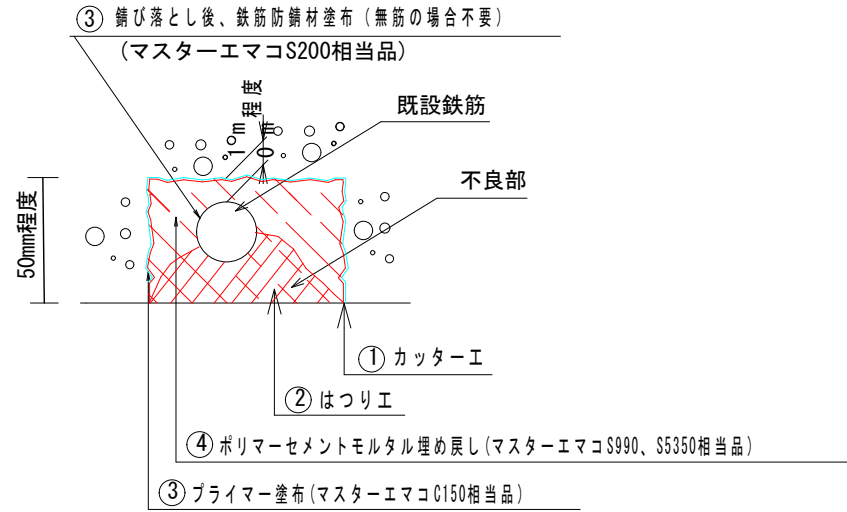 ③ 錆び落とし後、鉄筋防錆材塗布（無筋の場合不要）
(マスターエマコS200相当品)
10mm程度
既設鉄筋
不良部
50mm程度
① カッター工
② はつり工
④ ポリマーセメントモルタル埋め戻し(マスターエマコS990、S5350相当品)
③ プライマー塗布(マスターエマコC150相当品)